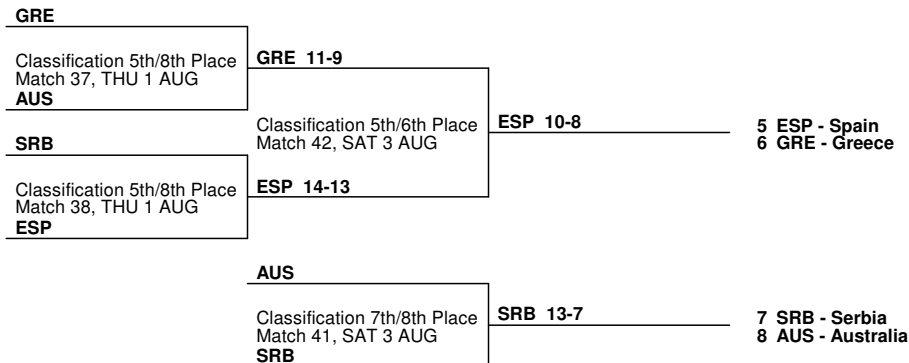 GRE
Classification 5th/8th Place
Match 37, THU 1 AUG
AUS
GRE 11-9
SRB
Classification 5th/8th Place
Match 38, THU 1 AUG
ESP
ESP 14-13
Classification 5th/6th Place
Match 42, SAT 3 AUG
ESP 10-8
5 ESP - Spain
6 GRE - Greece
AUS
Classification 7th/8th Place
Match 41, SAT 3 AUG
SRB
SRB 13-7
7 SRB - Serbia
8 AUS - Australia